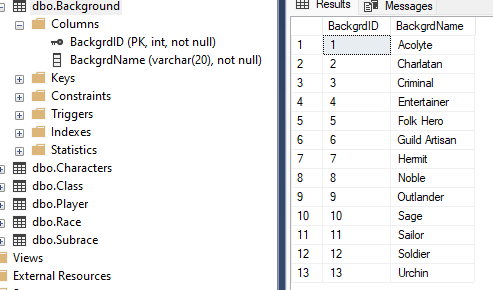 dbo.Background
Columns
BackgrdID (PK, int, not null)
BackgrdName (varchar(20), not null)
Keys
Constraints
Triggers
Indexes
Statistics
dbo.Characters
dbo.Class
dbo.Player
dbo.Race
dbo.Subrace
Views
External Resources
Results Messages
BackgrdID BackgrdName
1 1 Acolyte
2 2 Charlatan
3 3 Criminal
4 4 Entertainer
5 5 Folk Hero
6 6 Guild Artisan
7 7 Hermit
8 8 Noble
9 9 Outlander
10 10 Sage
11 11 Sailor
12 12 Soldier
13 13 Urchin